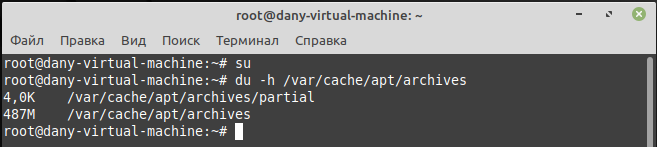 root@dany-virtual-machine: ~
Файл Правка Вид Поиск Терминал Справка
root@dany-virtual-machine:~# su
root@dany-virtual-machine:~# du -h /var/cache/apt/archives
4,0K /var/cache/apt/archives/partial
487M /var/cache/apt/archives
root@dany-virtual-machine:~#